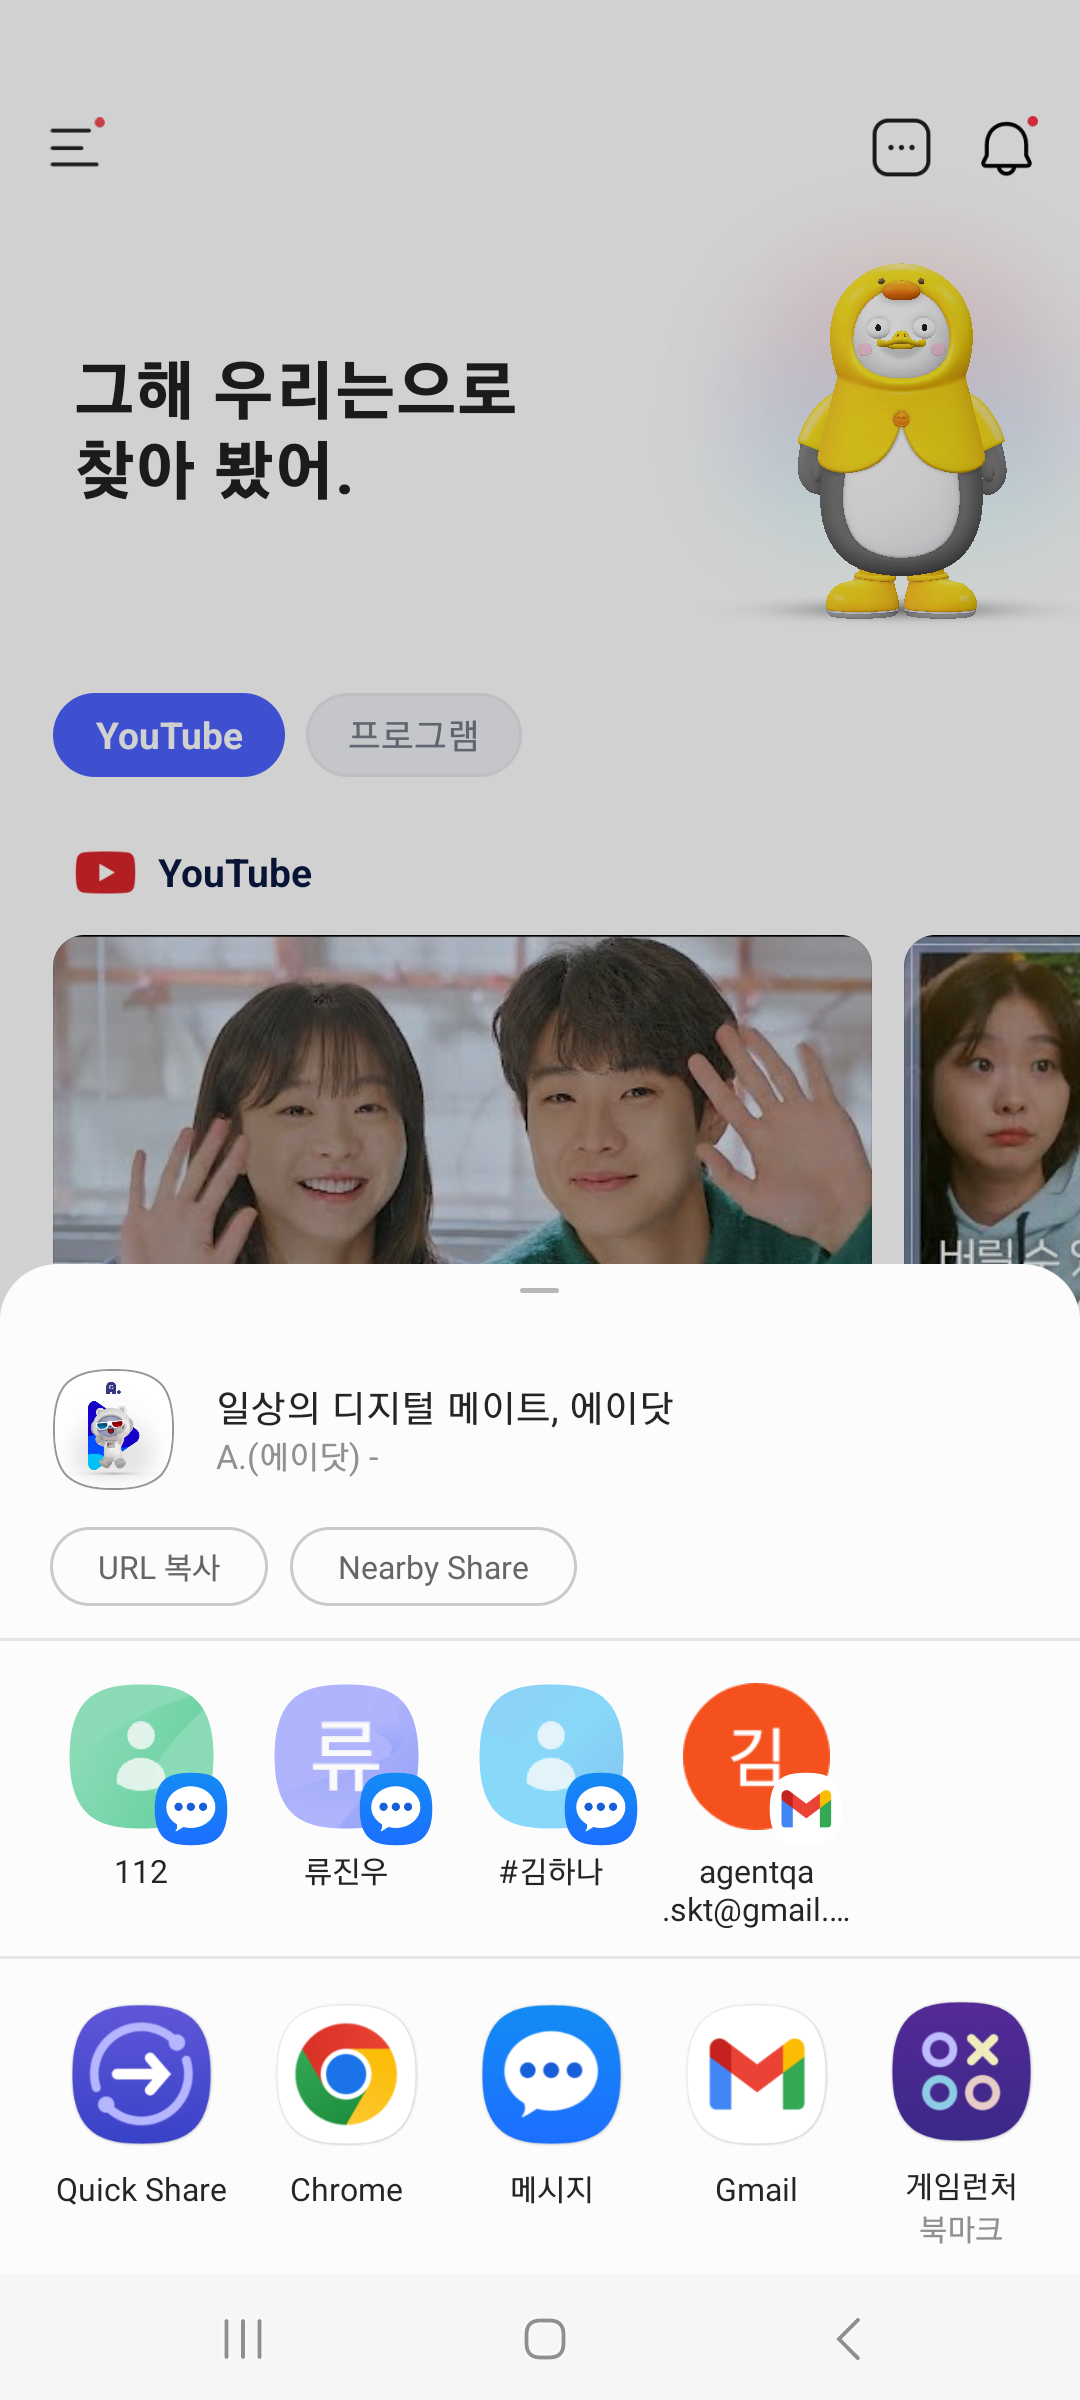 그해 우리는으로
찾아 봤어.
YouTube
프로그램
YouTube
버릴 수
A.
일상의 디지털 메이트, 에이닷
A.(에이닷) -
URL 복사
Nearby Share
류
김
112
류진우
#김하나
agentqa
.skt@gmail....
Quick Share
Chrome
메시지
Gmail
게임런처
북마크